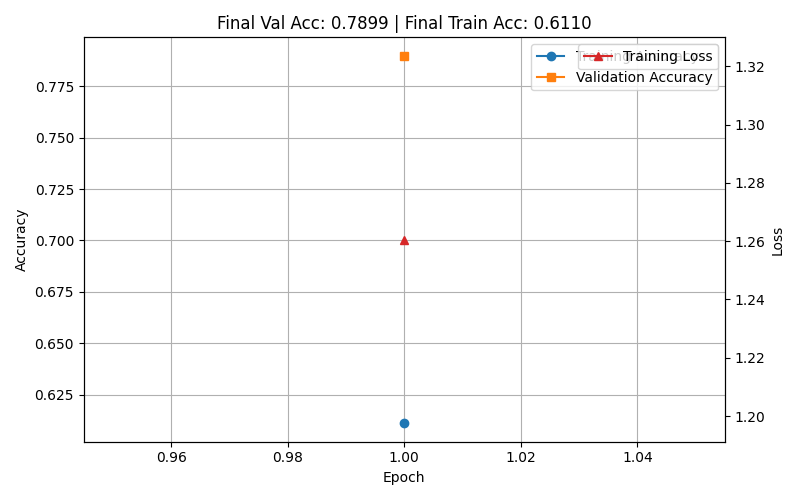 Final Val Acc: 0.7899 | Final Train Acc: 0.6110
Training Loss
Validation Accuracy
0.775
0.750
0.725
0.700
0.675
0.650
0.625
Accuracy
1.32
1.30
1.28
1.26
1.24
1.22
1.20
Loss
0.96 0.98 1.00 1.02 1.04
Epoch